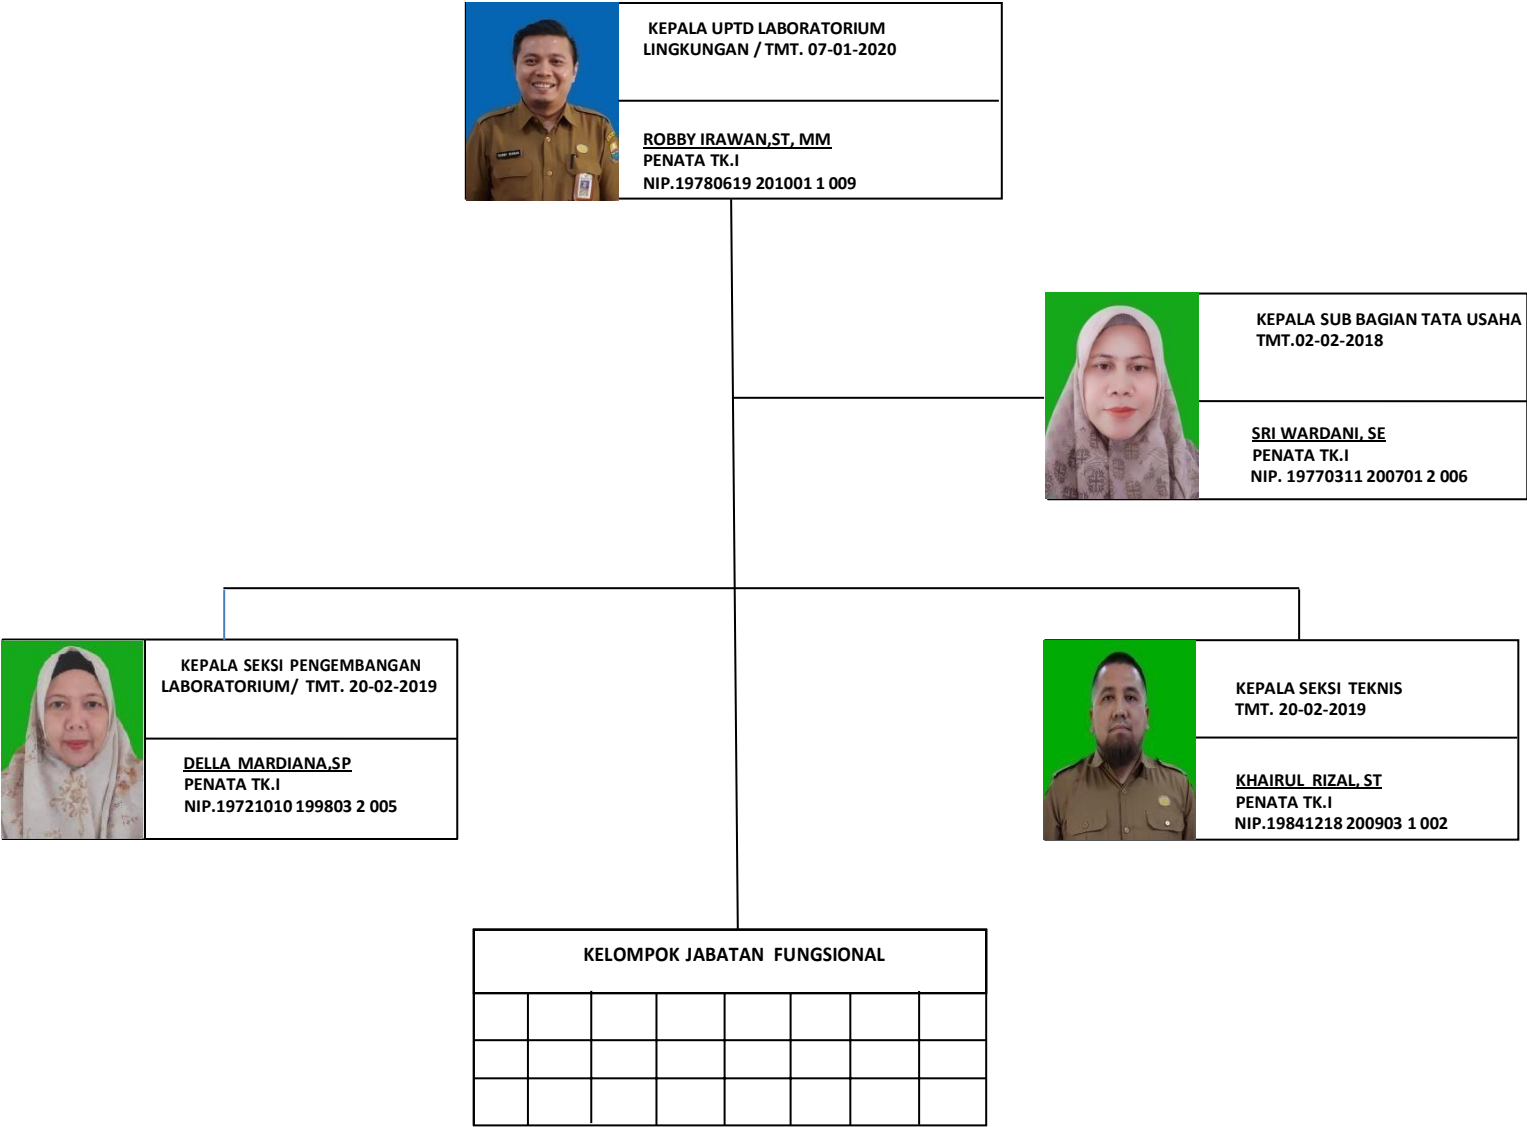 KEPALA UPTD LABORATORIUM
LINGKUNGAN / TMT. 07-01-2020
ROBBY IRAWAN,ST, MM
PENATA TK.I
NIP.19780619 201001 1 009
KEPALA SUB BAGIAN TATA USAHA
TMT.02-02-2018
SRI WARDANI, SE
PENATA TK.I
NIP. 19770311 200701 2 006
KEPALA SEKSI PENGEMBANGAN
LABORATORIUM/ TMT. 20-02-2019
DELLA MARDIANA,SP
PENATA TK.I
NIP.19721010 199803 2 005
KEPALA SEKSI TEKNIS
TMT. 20-02-2019
KHAIRUL RIZAL, ST
PENATA TK.I
NIP.19841218 200903 1 002
KELOMPOK JABATAN FUNGSIONAL